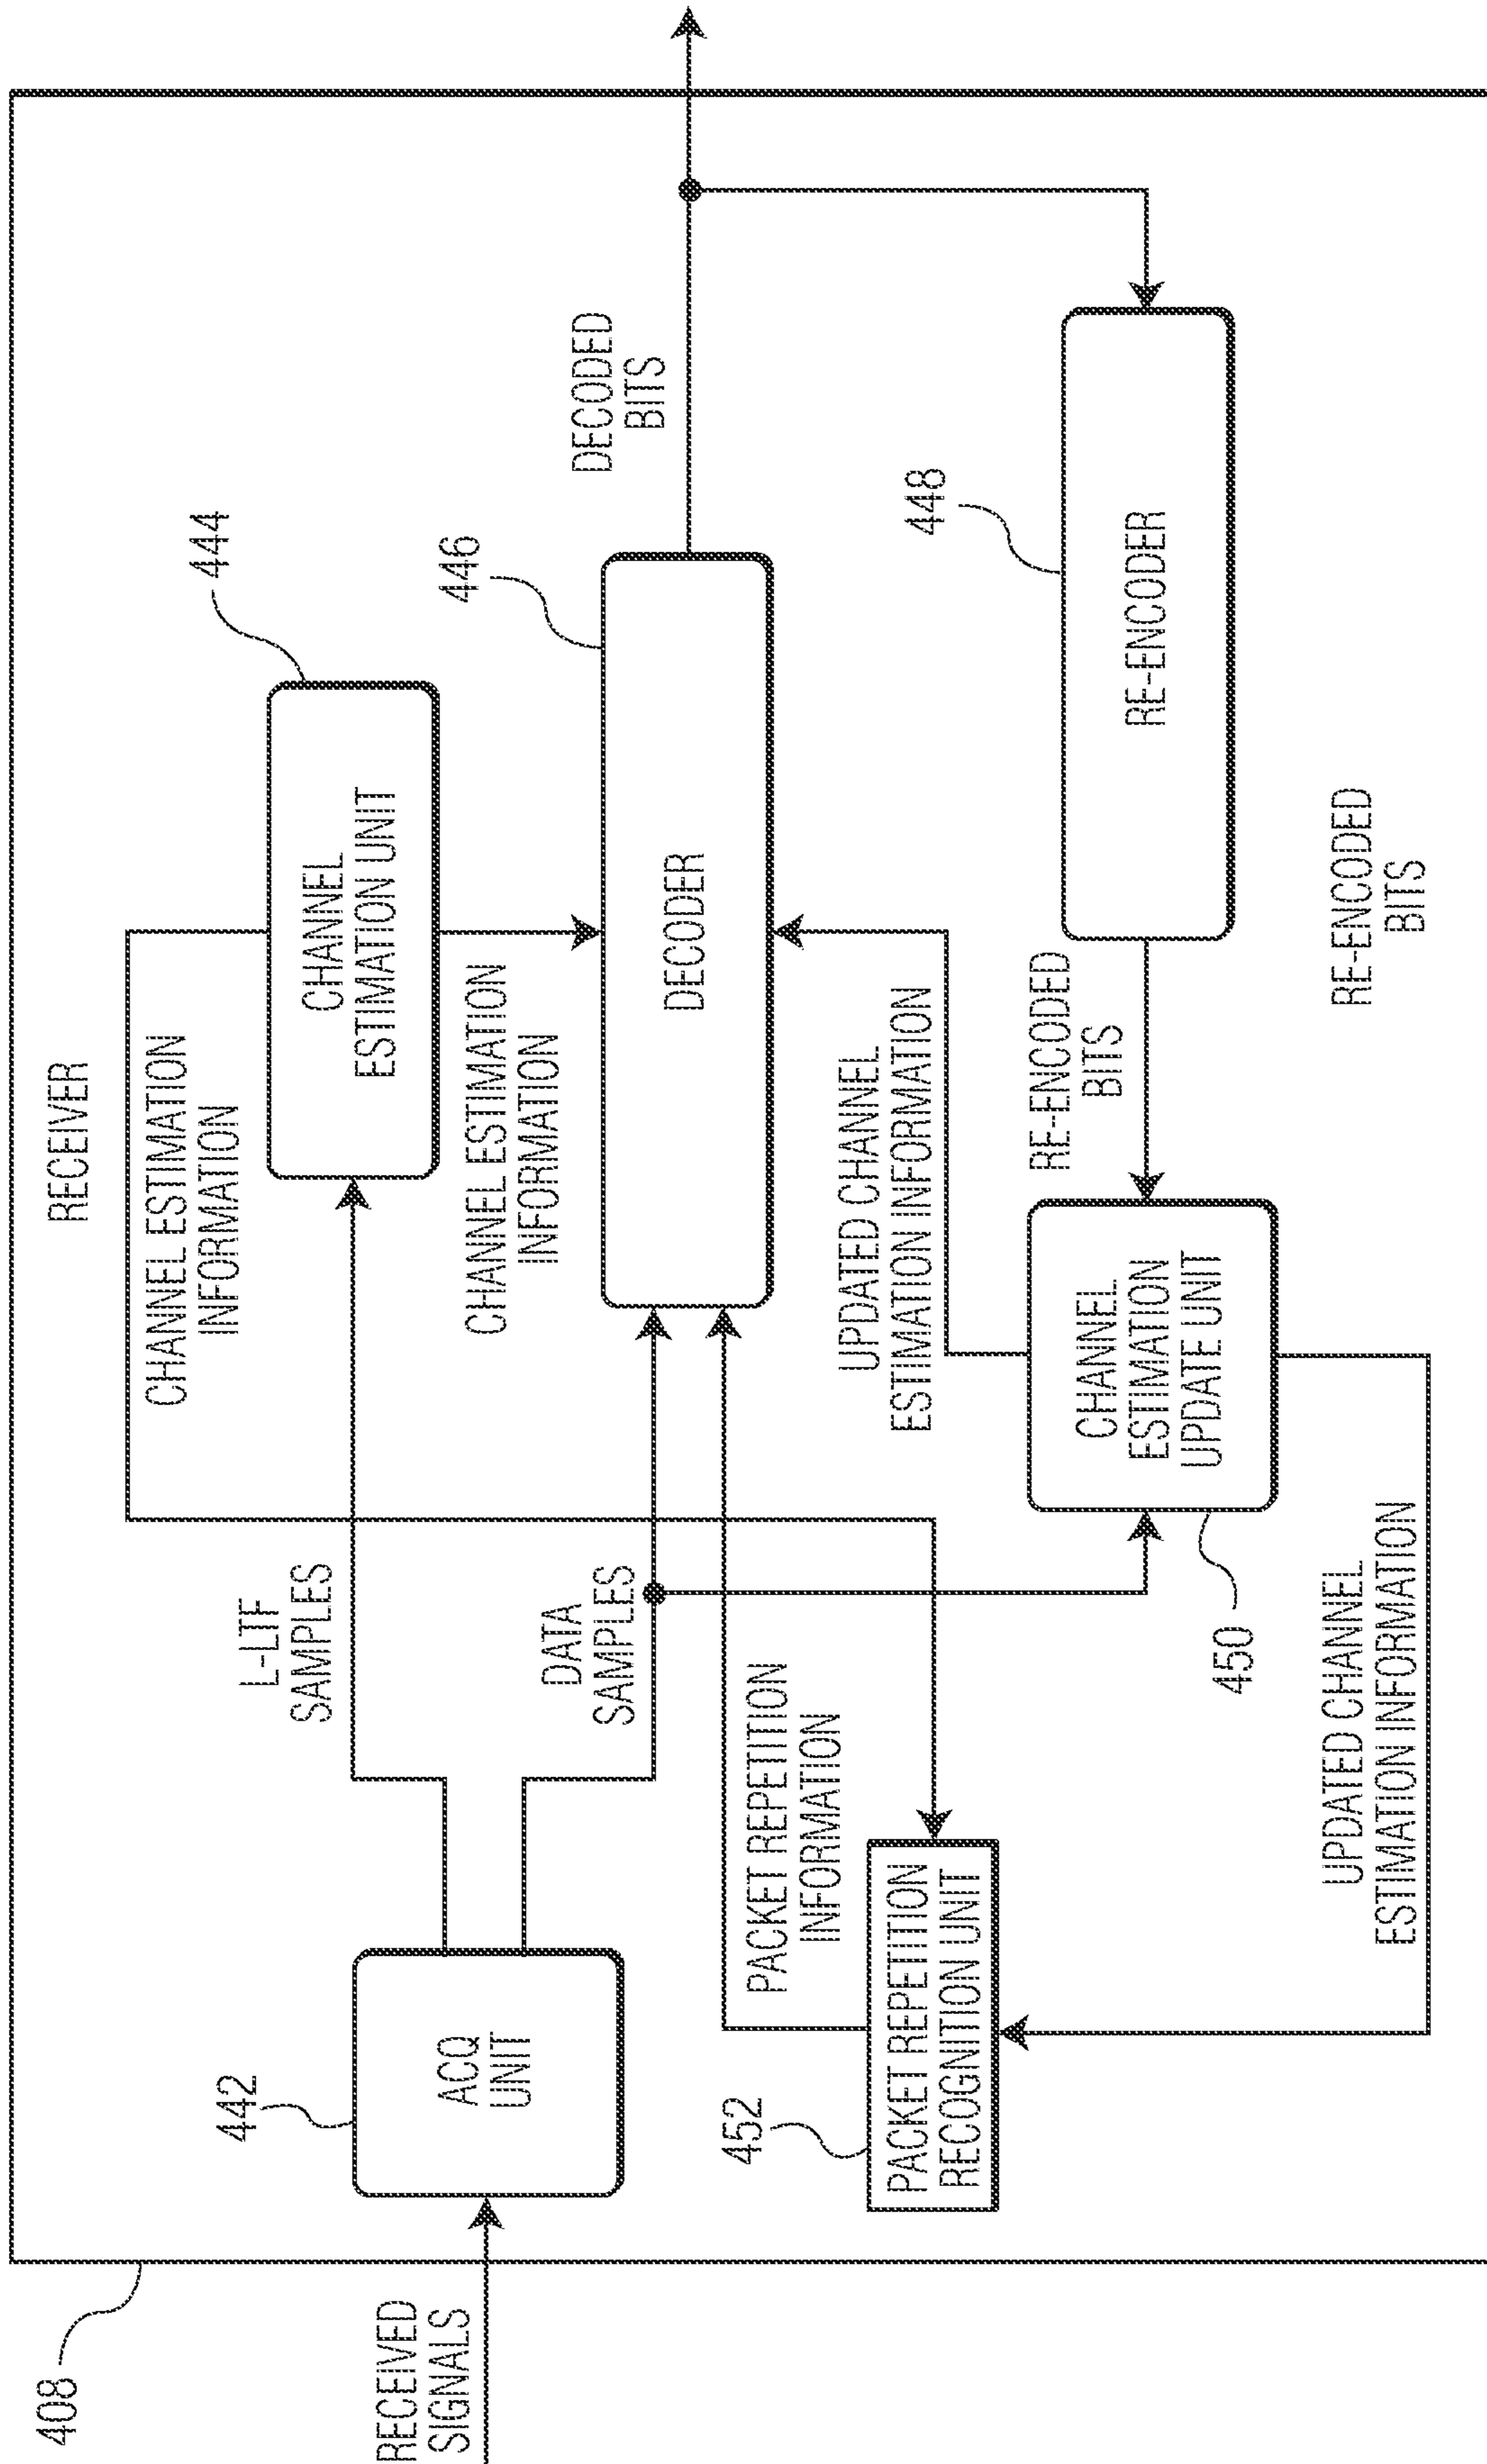 408
RECEIVER
RECEIVED
SIGNALS
442
ACQ
UNIT
L-LTF
SAMPLES
DATA
SAMPLES
CHANNEL ESTIMATION
INFORMATION
444
CHANNEL
ESTIMATION UNIT
CHANNEL ESTIMATION
INFORMATION
446
DECODER
DECODED
BITS
452
PACKET REPETITION
RECOGNITION UNIT
PACKET REPETITION
INFORMATION
UPDATED CHANNEL
ESTIMATION INFORMATION
450
CHANNEL
ESTIMATION
UPDATE UNIT
RE-ENCODED
BITS
448
RE-ENCODER
UPDATED CHANNEL
ESTIMATION INFORMATION
RE-ENCODED
BITS